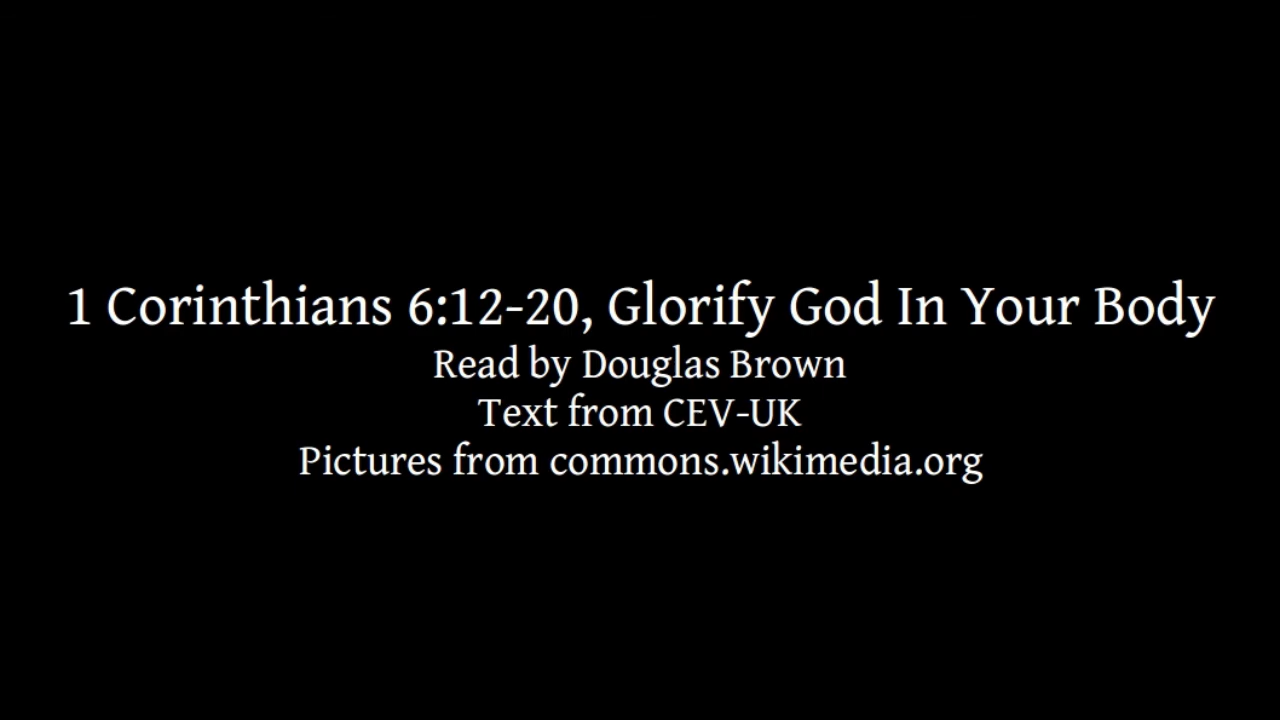 1 Corinthians 6:12-20, Glorify God In Your Body
Read by Douglas Brown
Text from CEV-UK
Pictures from commons.wikimedia.org